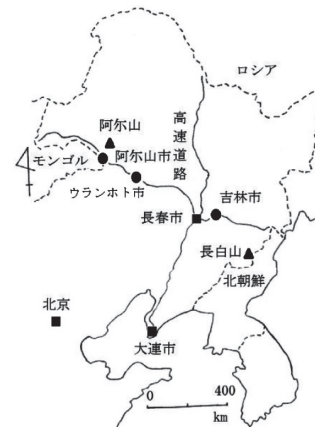 ロシア
阿尔山
高速道路
モンゴル
阿尔山市
ウランホト市
吉林市
長春市
長白山
北朝鮮
北京
大連市
0 400
km